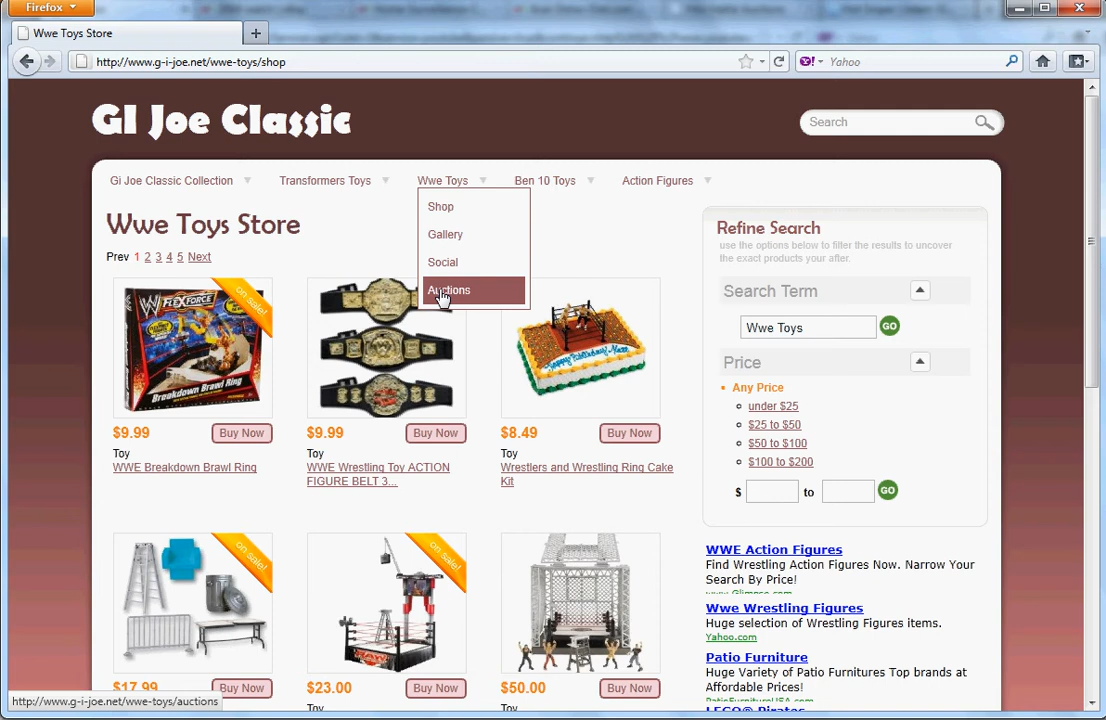 Firefox
Wwe Toys Store
http://www.g-i-joe.net/wwe-toys/shop
Yahoo
GI Joe Classic
Search
Gi Joe Classic Collection
Transformers Toys
Wwe Toys
Ben 10 Toys
Action Figures
Shop
Gallery
Social
Auctions
Wwe Toys Store
Prev 1 2 3 4 5 Next
on sale!
FLEXFORCE
Breakdown Brawl Ring
$9.99
Buy Now
Toy
WWE Breakdown Brawl Ring
$9.99
Buy Now
Toy
WWE Wrestling Toy ACTION
FIGURE BELT 3...
$8.49
Buy Now
Toy
Wrestlers and Wrestling Ring Cake
Kit
on sale!
$17.99
Buy Now
on sale!
$23.00
Buy Now
Toy
$50.00
Buy Now
Toy
Refine Search
use the options below to filter the results to uncover
the exact products your after.
Search Term
Wwe Toys
GO
Price
Any Price
under $25
$25 to $50
$50 to $100
$100 to $200
$ to GO
WWE Action Figures
Find Wrestling Action Figures Now. Narrow Your
Search By Price!
Wwe Wrestling Figures
Huge selection of Wrestling Figures items.
Yahoo.com
Patio Furniture
Huge Variety of Patio Furnitures Top brands at
Affordable Prices!
PatioFurnitureUSA.com
LEGO® Pirates
http://www.g-i-joe.net/wwe-toys/auctions